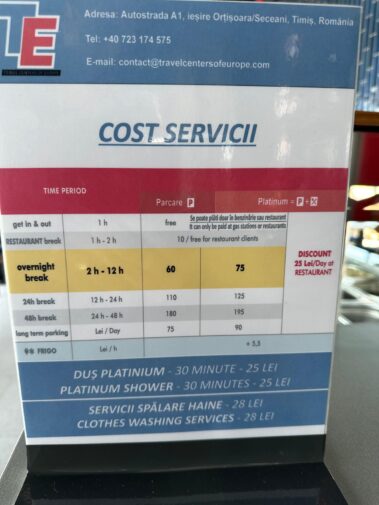 TE
Adresa: Autostrada A1, ieșire Orțișoara/Seceani, Timiș, România
Tel: +40 723 174 575
E-mail: contact@travelcentersofeurope.com
COST SERVICII
TIME PERIOD Parcare P Platinum = P +
get in & out 1 h free Se poate plăti doar în benzinărie sau restaurant
It can only be paid at gas stations or restaurants
RESTAURANT break 1 h - 2 h 10 / free for restaurant clients
overnight break 2 h - 12 h 60 75
DISCOUNT
25 Lei/Day at
RESTAURANT
24h break 12 h - 24 h 110 125
48h break 24 h - 48 h 180 195
long term parking Lei / Day 75 90
FRIGO Lei / h + 5,5
DUȘ PLATINIUM - 30 MINUTE - 25 LEI
PLATINUM SHOWER - 30 MINUTES - 25 LEI
SERVICII SPĂLARE HAINE - 28 LEI
CLOTHES WASHING SERVICES - 28 LEI